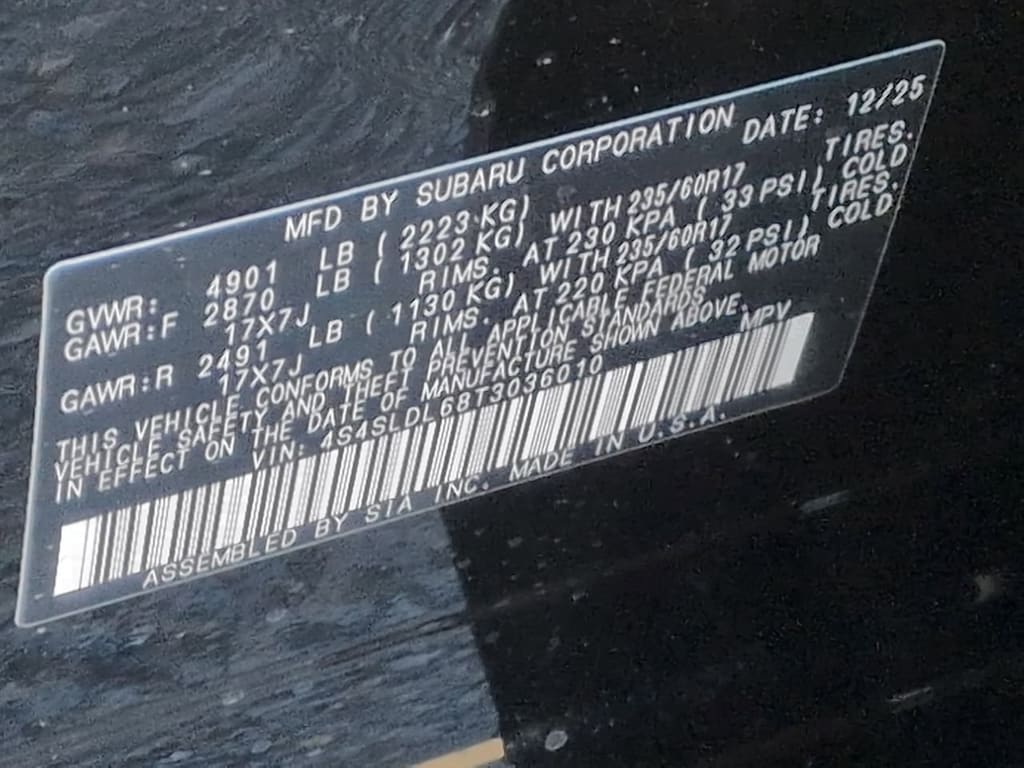 MFD BY SUBARU CORPORATION DATE: 12/25
GVWR: 4901 LB ( 2223 KG)
GAWR:F 2870 LB ( 1302 KG) WITH 235/60R17 TIRES.
17X7J RIMS. AT 230 KPA ( 33 PSI) COLD
GAWR:R 2491 LB ( 1130 KG) WITH 235/60R17 TIRES.
17X7J RIMS. AT 220 KPA ( 32 PSI) COLD
THIS VEHICLE CONFORMS TO ALL APPLICABLE FEDERAL MOTOR
VEHICLE SAFETY AND THEFT PREVENTION STANDARDS
IN EFFECT ON THE DATE OF MANUFACTURE SHOWN ABOVE.
VIN: 4S4SLDL68T3036010 MPV
ASSEMBLED BY SIA INC. MADE IN U.S.A.